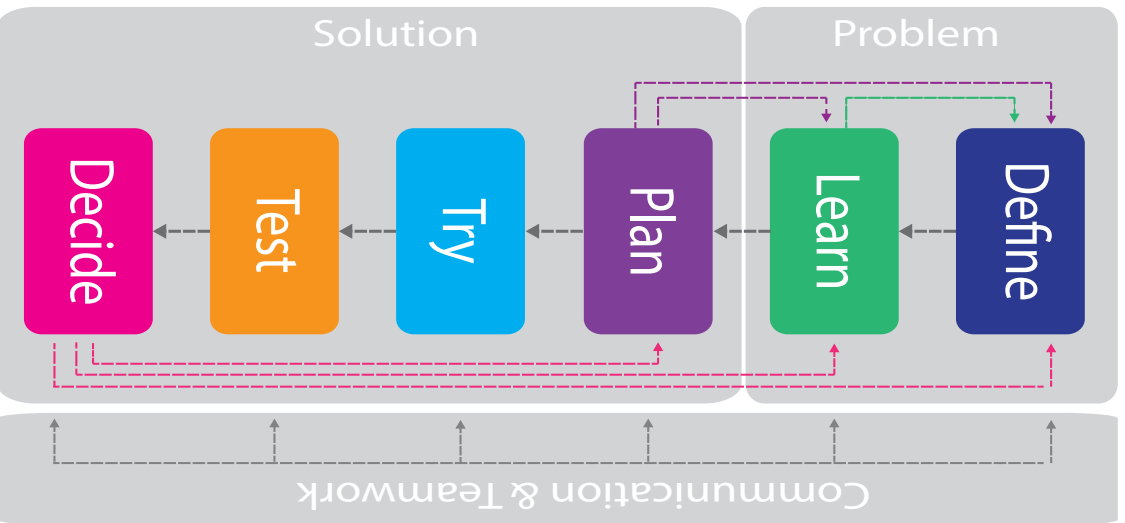 Solution
Problem
Decide
Test
Try
Plan
Learn
Define
Communication & Teamwork